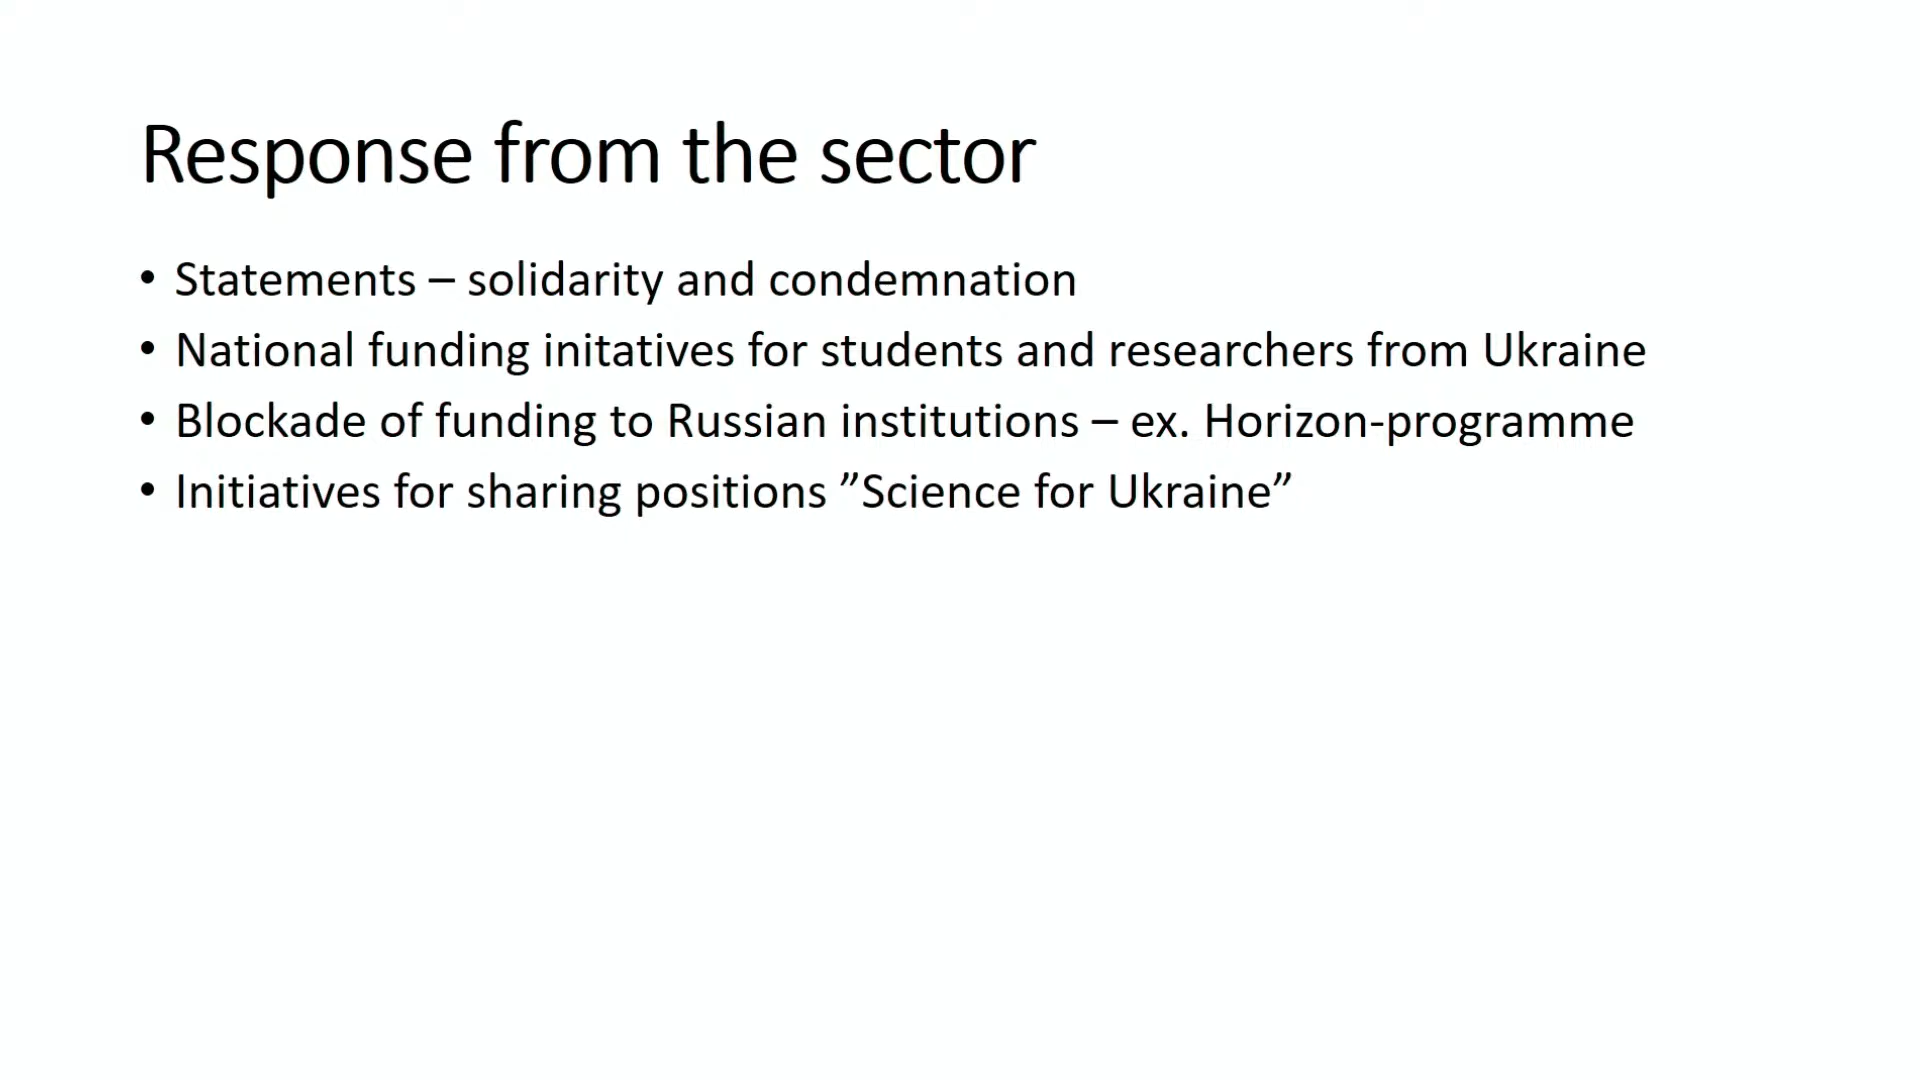 Response from the sector
• Statements – solidarity and condemnation
• National funding initatives for students and researchers from Ukraine
• Blockade of funding to Russian institutions – ex. Horizon-programme
• Initiatives for sharing positions ”Science for Ukraine”